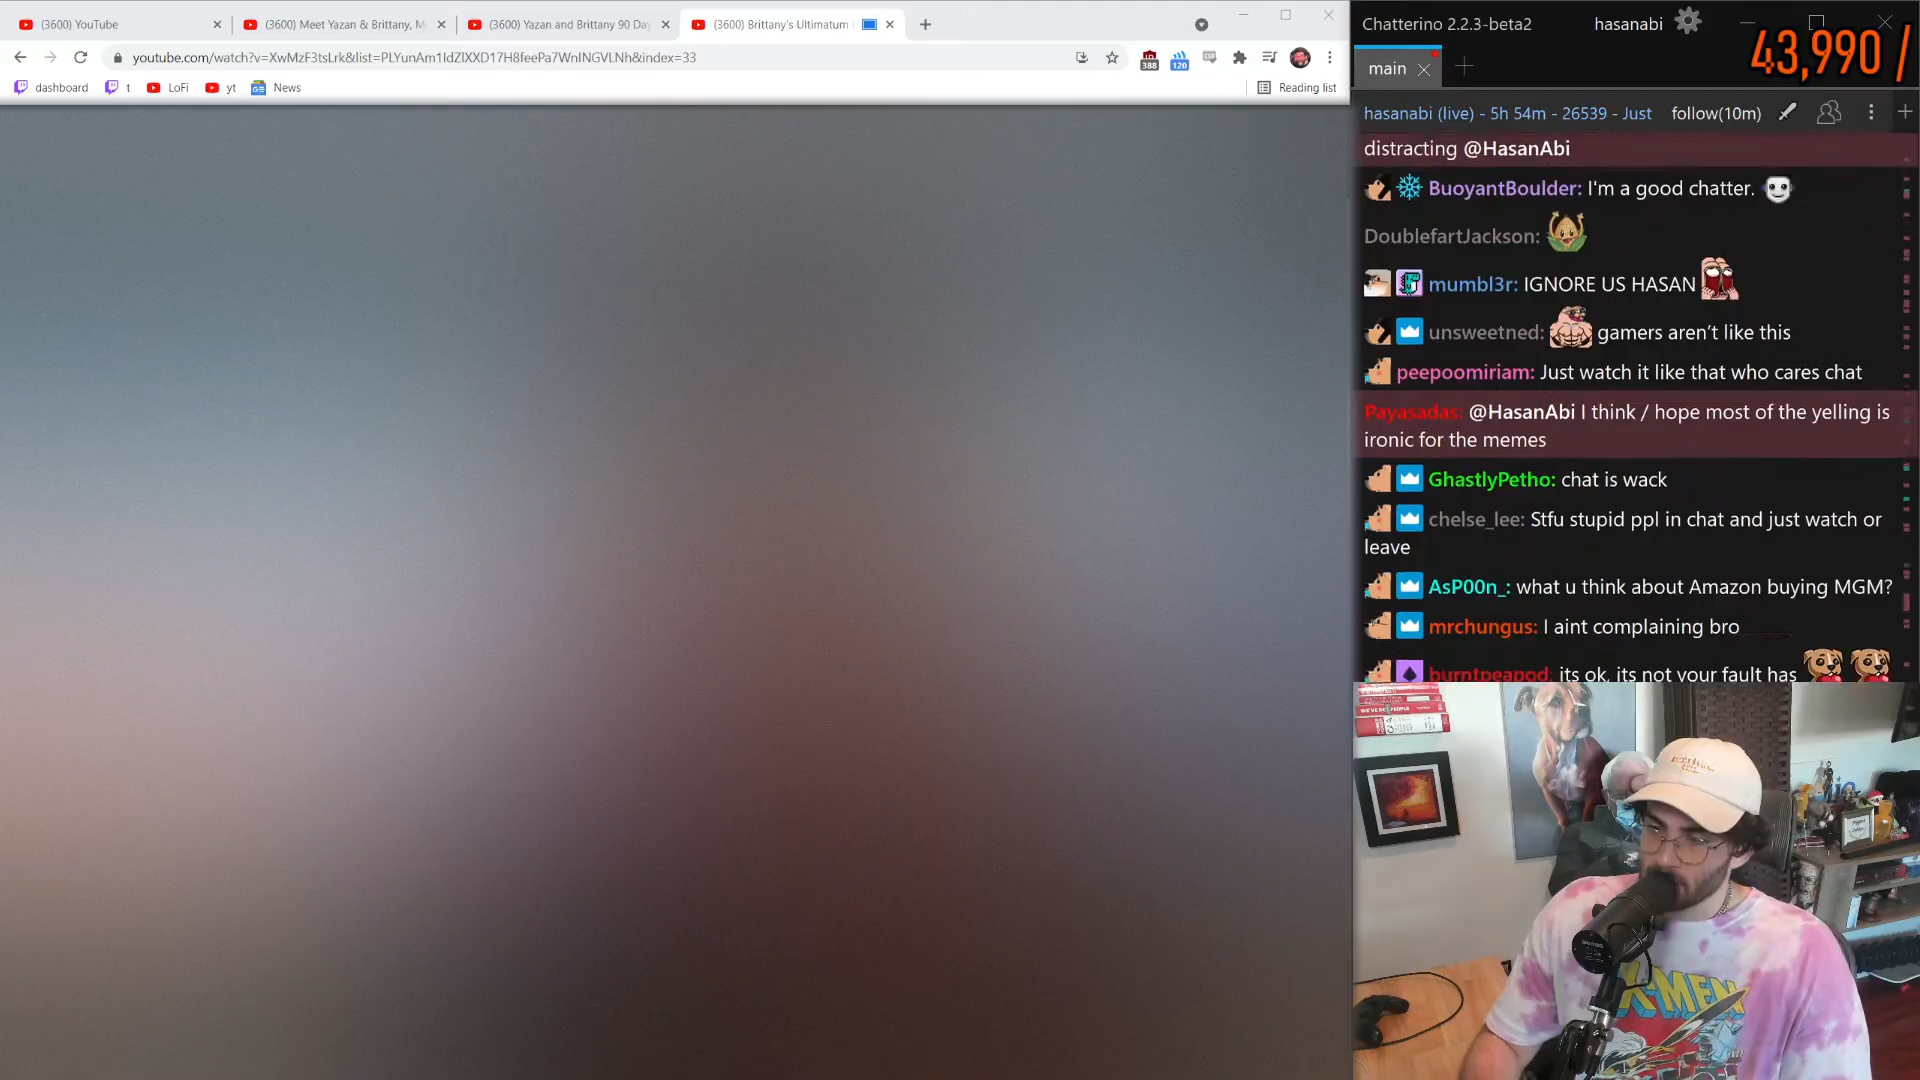 (3600) YouTube
(3600) Meet Yazan & Brittany, M
(3600) Yazan and Brittany 90 Day
(3600) Brittany's Ultimatum
youtube.com/watch?v=XwMzF3tsLrk&list=PLYunAm1IdZlXXD17H8feePa7WnINGVLNh&index=33
388
120
dashboard
t
LoFi
yt
News
Reading list
Chatterino 2.2.3-beta2
hasanabi
43,990 /
main
hasanabi (live) - 5h 54m - 26539 - Just
follow(10m)
distracting @HasanAbi
BuoyantBoulder: I'm a good chatter.
DoublefartJackson:
mumbl3r: IGNORE US HASAN
unsweetned: gamers aren't like this
peepoomiriam: Just watch it like that who cares chat
Payasadas: @HasanAbi I think / hope most of the yelling is
ironic for the memes
GhastlyPetho: chat is wack
chelse_lee: Stfu stupid ppl in chat and just watch or
leave
AsP00n_: what u think about Amazon buying MGM?
mrchungus: I aint complaining bro
burntpeapod: its ok, its not your fault has
X-MEN